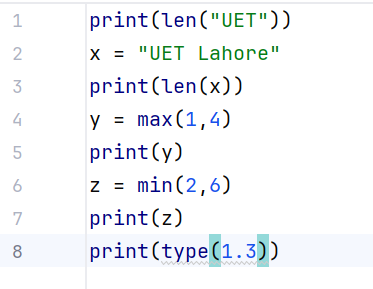 1 print(len("UET"))
2 x = "UET Lahore"
3 print(len(x))
4 y = max(1,4)
5 print(y)
6 z = min(2,6)
7 print(z)
8 print(type(1.3))